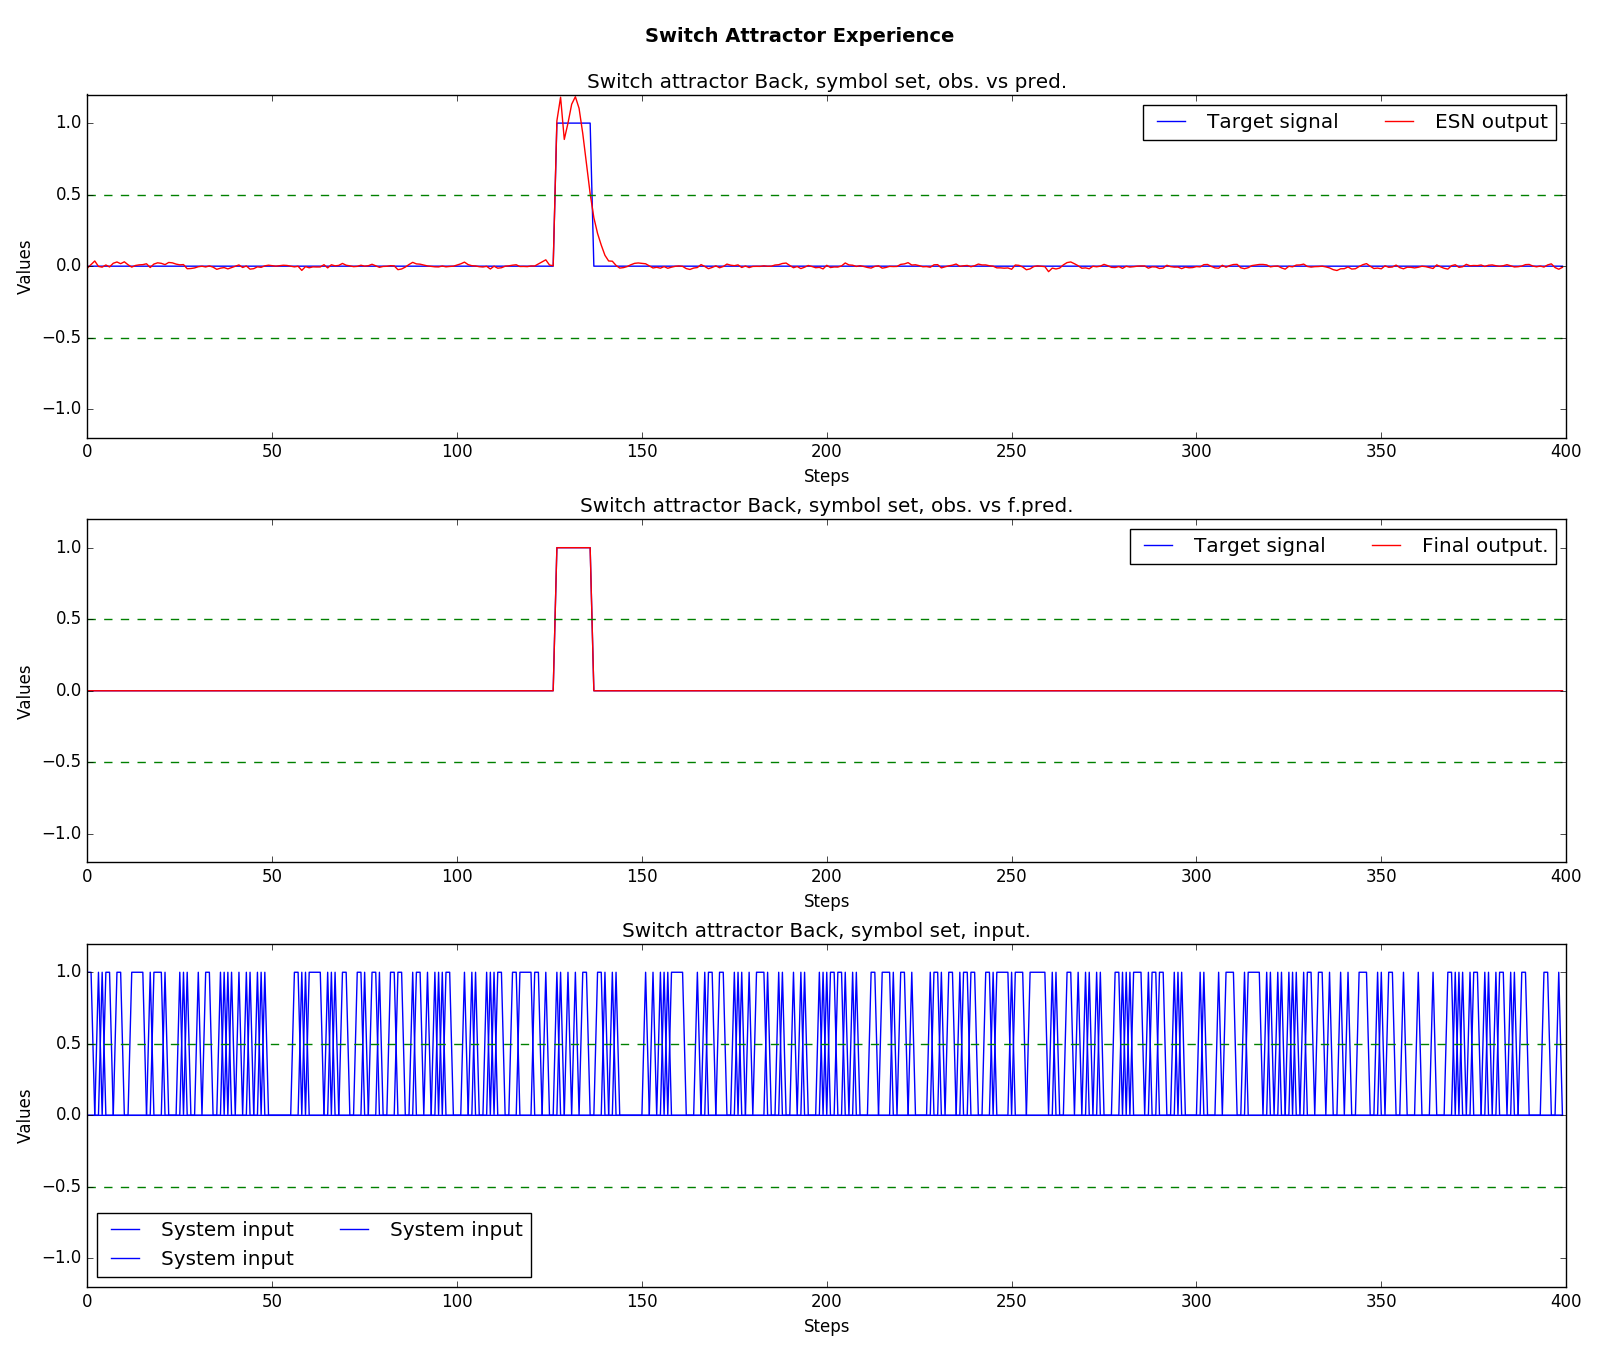 Switch Attractor Experience
Switch attractor Back, symbol set, obs. vs pred.
Target signal ESN output
1.0
0.5
0.0
−0.5
−1.0
Values
0 50 100 150 200 250 300 350 400
Steps
Switch attractor Back, symbol set, obs. vs f.pred.
Target signal Final output.
1.0
0.5
0.0
−0.5
−1.0
Values
0 50 100 150 200 250 300 350 400
Steps
Switch attractor Back, symbol set, input.
1.0
0.5
0.0
−0.5
−1.0
Values
System input System input
System input
0 50 100 150 200 250 300 350 400
Steps